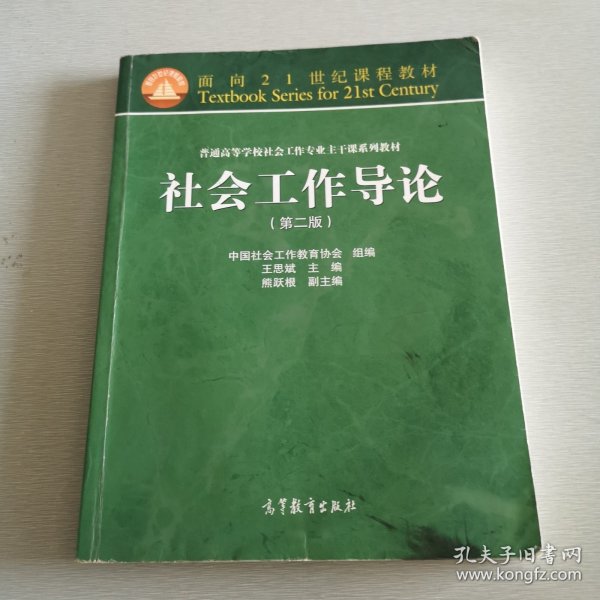 面向21世纪课程教材
Textbook Series for 21st Century
普通高等学校社会工作专业主干课系列教材
社会工作导论
(第二版)
中国社会工作教育协会 组编
王思斌 主 编
熊跃根 副主编
高等教育出版社
孔夫子旧书网
www.kongfz.com